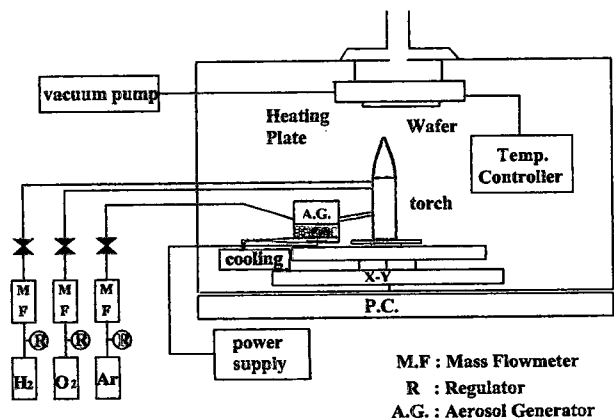 vacuum pump
Heating
Plate
Wafer
Temp.
Controller
torch
A.G.
cooling
X-Y
P.C.
M
F
M
F
M
F
R
R
R
H2
O2
Ar
power
supply
M.F : Mass Flowmeter
R : Regulator
A.G. : Aerosol Generator